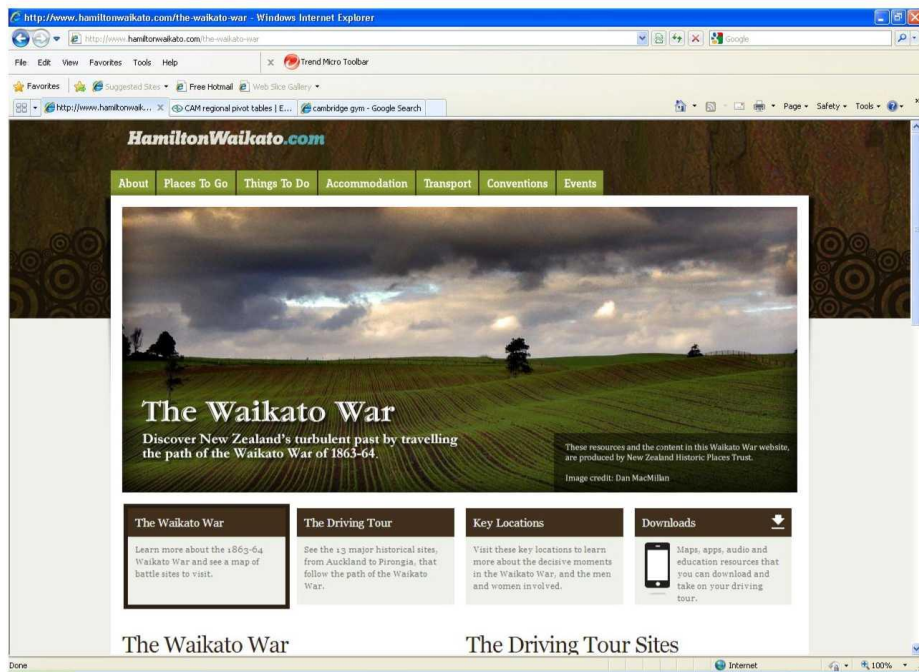 http://www.hamiltonwaikato.com/the-waikato-war - Windows Internet Explorer
http://www.hamiltonwaikato.com/the-waikato-war
Google
File Edit View Favorites Tools Help
x Trend Micro Toolbar
Favorites Suggested Sites Free Hotmail Web Slice Gallery
http://www.hamiltonwaik... X CAM regional pivot tables | E... cambridge gym - Google Search
Page Safety Tools
HamiltonWaikato.com
About Places To Go Things To Do Accommodation Transport Conventions Events
The Waikato War
Discover New Zealand's turbulent past by travelling
the path of the Waikato War of 1863-64.
These resources and the content in this Waikato War website,
are produced by New Zealand Historic Places Trust.
Image credit: Dan MacMillan
The Waikato War
Learn more about the 1863-64
Waikato War and see a map of
battle sites to visit.
The Driving Tour
See the 13 major historical sites,
from Auckland to Pirongia, that
follow the path of the Waikato
War.
Key Locations
Visit these key locations to learn
more about the decisive moments
in the Waikato War, and the men
and women involved.
Downloads
Maps, apps, audio and
education resources that
you can download and
take on your driving
tour.
The Waikato War
The Driving Tour Sites
Done
Internet
100%